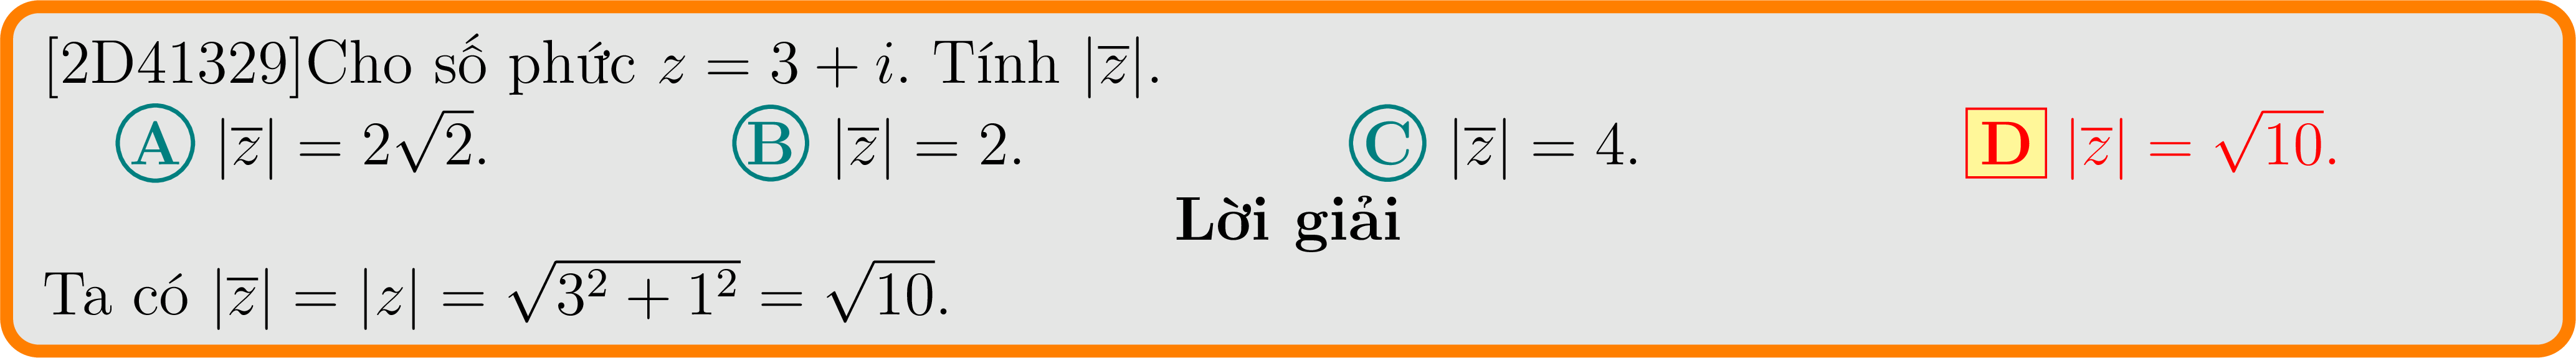 [2D41329]Cho số phức $z = 3 + i$. Tính $|\overline{z}|$.
A $|\overline{z}| = 2\sqrt{2}$. B $|\overline{z}| = 2$. C $|\overline{z}| = 4$. D $|\overline{z}| = \sqrt{10}$.
Lời giải
Ta có $|\overline{z}| = |z| = \sqrt{3^2 + 1^2} = \sqrt{10}$.